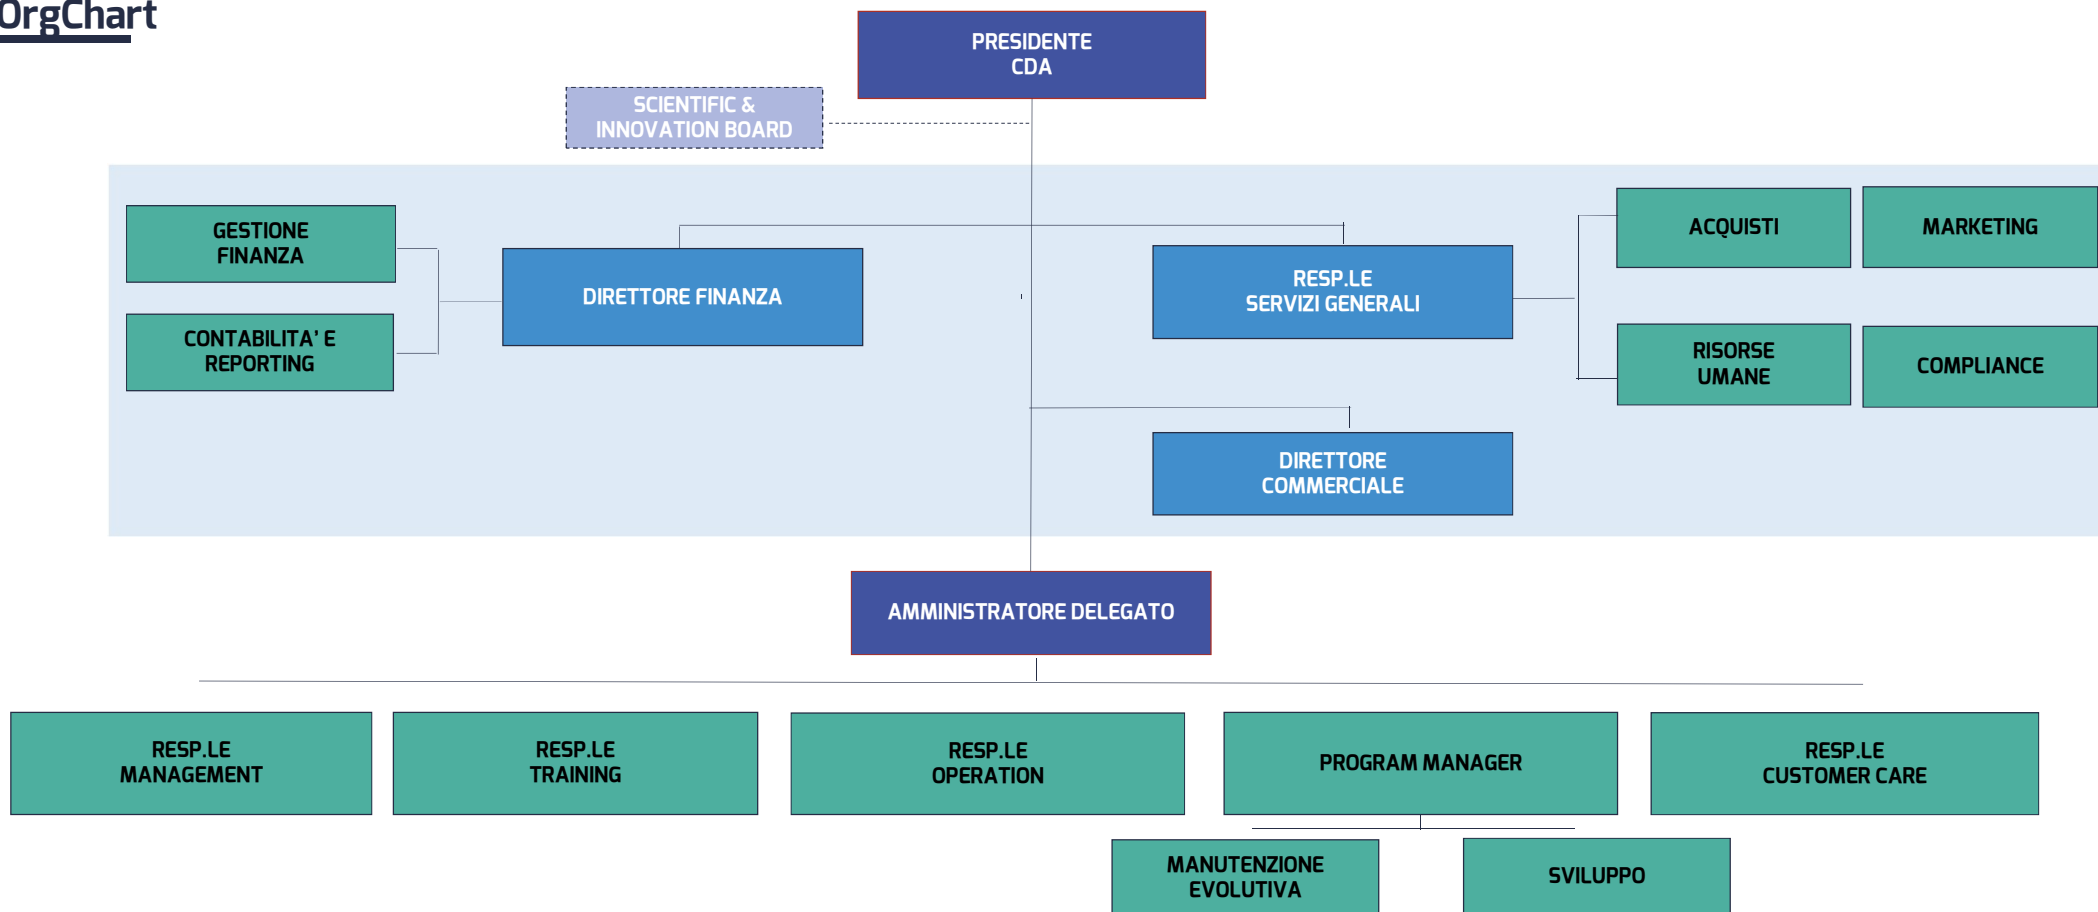 OrgChart
PRESIDENTE
CDA
SCIENTIFIC &
INNOVATION BOARD
GESTIONE
FINANZA
CONTABILITA' E
REPORTING
DIRETTORE FINANZA
RESP.LE
SERVIZI GENERALI
ACQUISTI
MARKETING
RISORSE
UMANE
COMPLIANCE
DIRETTORE
COMMERCIALE
AMMINISTRATORE DELEGATO
RESP.LE
MANAGEMENT
RESP.LE
TRAINING
RESP.LE
OPERATION
PROGRAM MANAGER
RESP.LE
CUSTOMER CARE
MANUTENZIONE
EVOLUTIVA
SVILUPPO